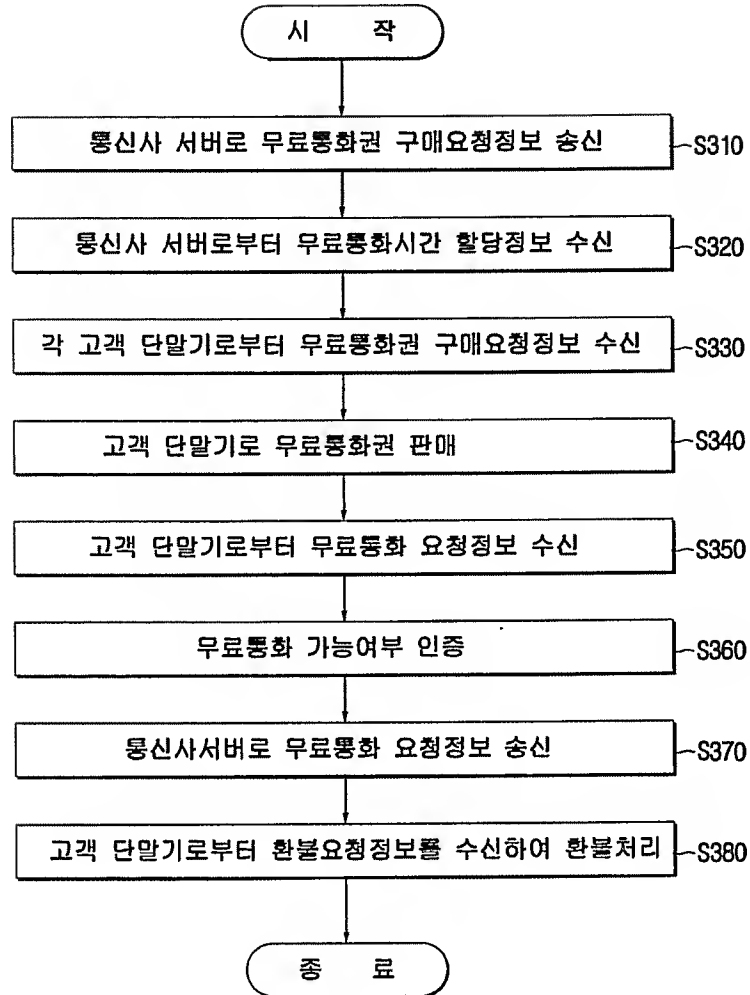 시 작
통신사 서버로 무료통화권 구매요청정보 송신
S310
통신사 서버로부터 무료통화시간 할당정보 수신
S320
각 고객 단말기로부터 무료통화권 구매요청정보 수신
S330
고객 단말기로 무료통화권 판매
S340
고객 단말기로부터 무료통화 요청정보 수신
S350
무료통화 가능여부 인증
S360
통신사서버로 무료통화 요청정보 송신
S370
고객 단말기로부터 환불요청정보를 수신하여 환불처리
S380
종 료